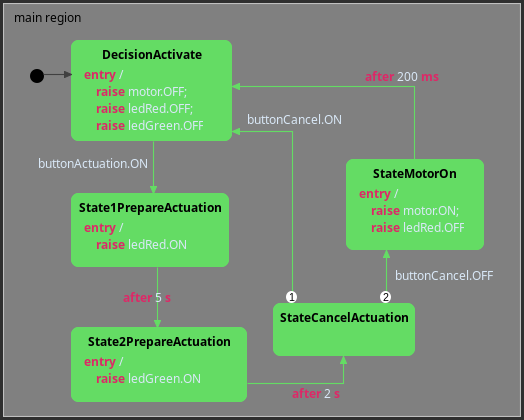 main region
DecisionActivate
entry /
raise motor.OFF;
raise ledRed.OFF;
raise ledGreen.OFF
after 200 ms
buttonCancel.ON
buttonActuation.ON
StateMotorOn
entry /
raise motor.ON;
raise ledRed.OFF
State1PrepareActuation
entry /
raise ledRed.ON
buttonCancel.OFF
after 5 s
1
2
StateCancelActuation
State2PrepareActuation
entry /
raise ledGreen.ON
after 2 s